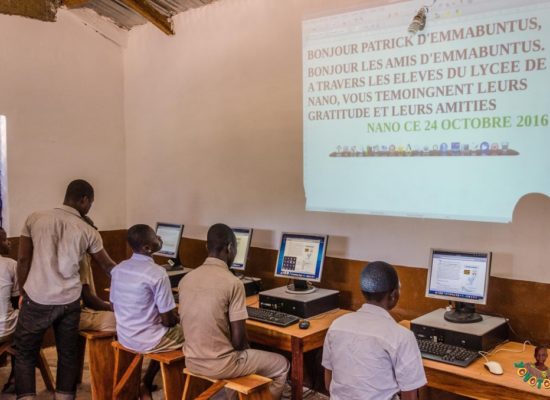 BONJOUR PATRICK D'EMMABUNTUS,
BONJOUR LES AMIS D'EMMABUNTUS.
A TRAVERS LES ELEVES DU LYCEE DE
NANO, VOUS TEMOINGNENT LEURS
GRATITUDE ET LEURS AMITIES
NANO CE 24 OCTOBRE 2016